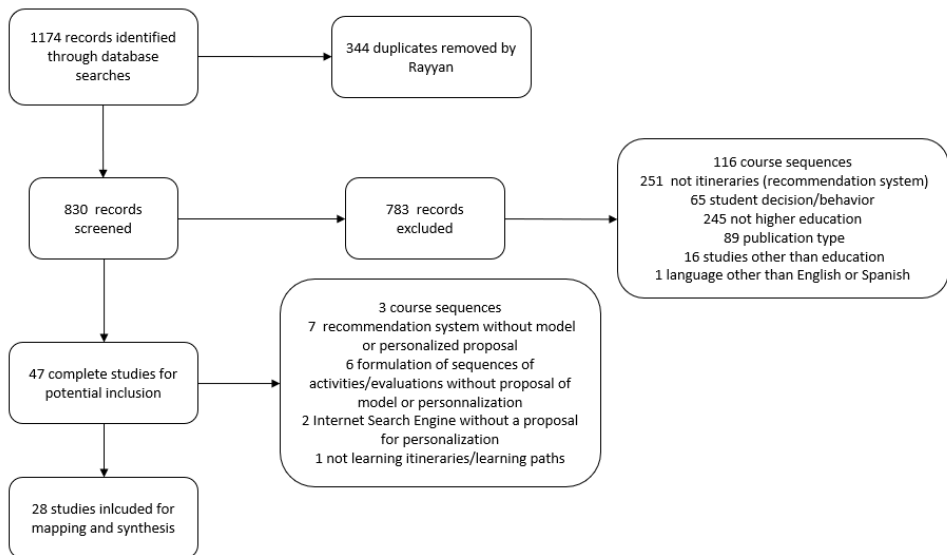 1174 records identified
through database
searches
344 duplicates removed by
Rayyan
830 records
screened
783 records
excluded
116 course sequences
251 not itineraries (recommendation system)
65 student decision/behavior
245 not higher education
89 publication type
16 studies other than education
1 language other than English or Spanish
47 complete studies for
potential inclusion
3 course sequences
7 recommendation system without model
or personalized proposal
6 formulation of sequences of
activities/evaluations without proposal of
model or personnalization
2 Internet Search Engine without a proposal
for personalization
1 not learning itineraries/learning paths
28 studies inlcuded for
mapping and synthesis